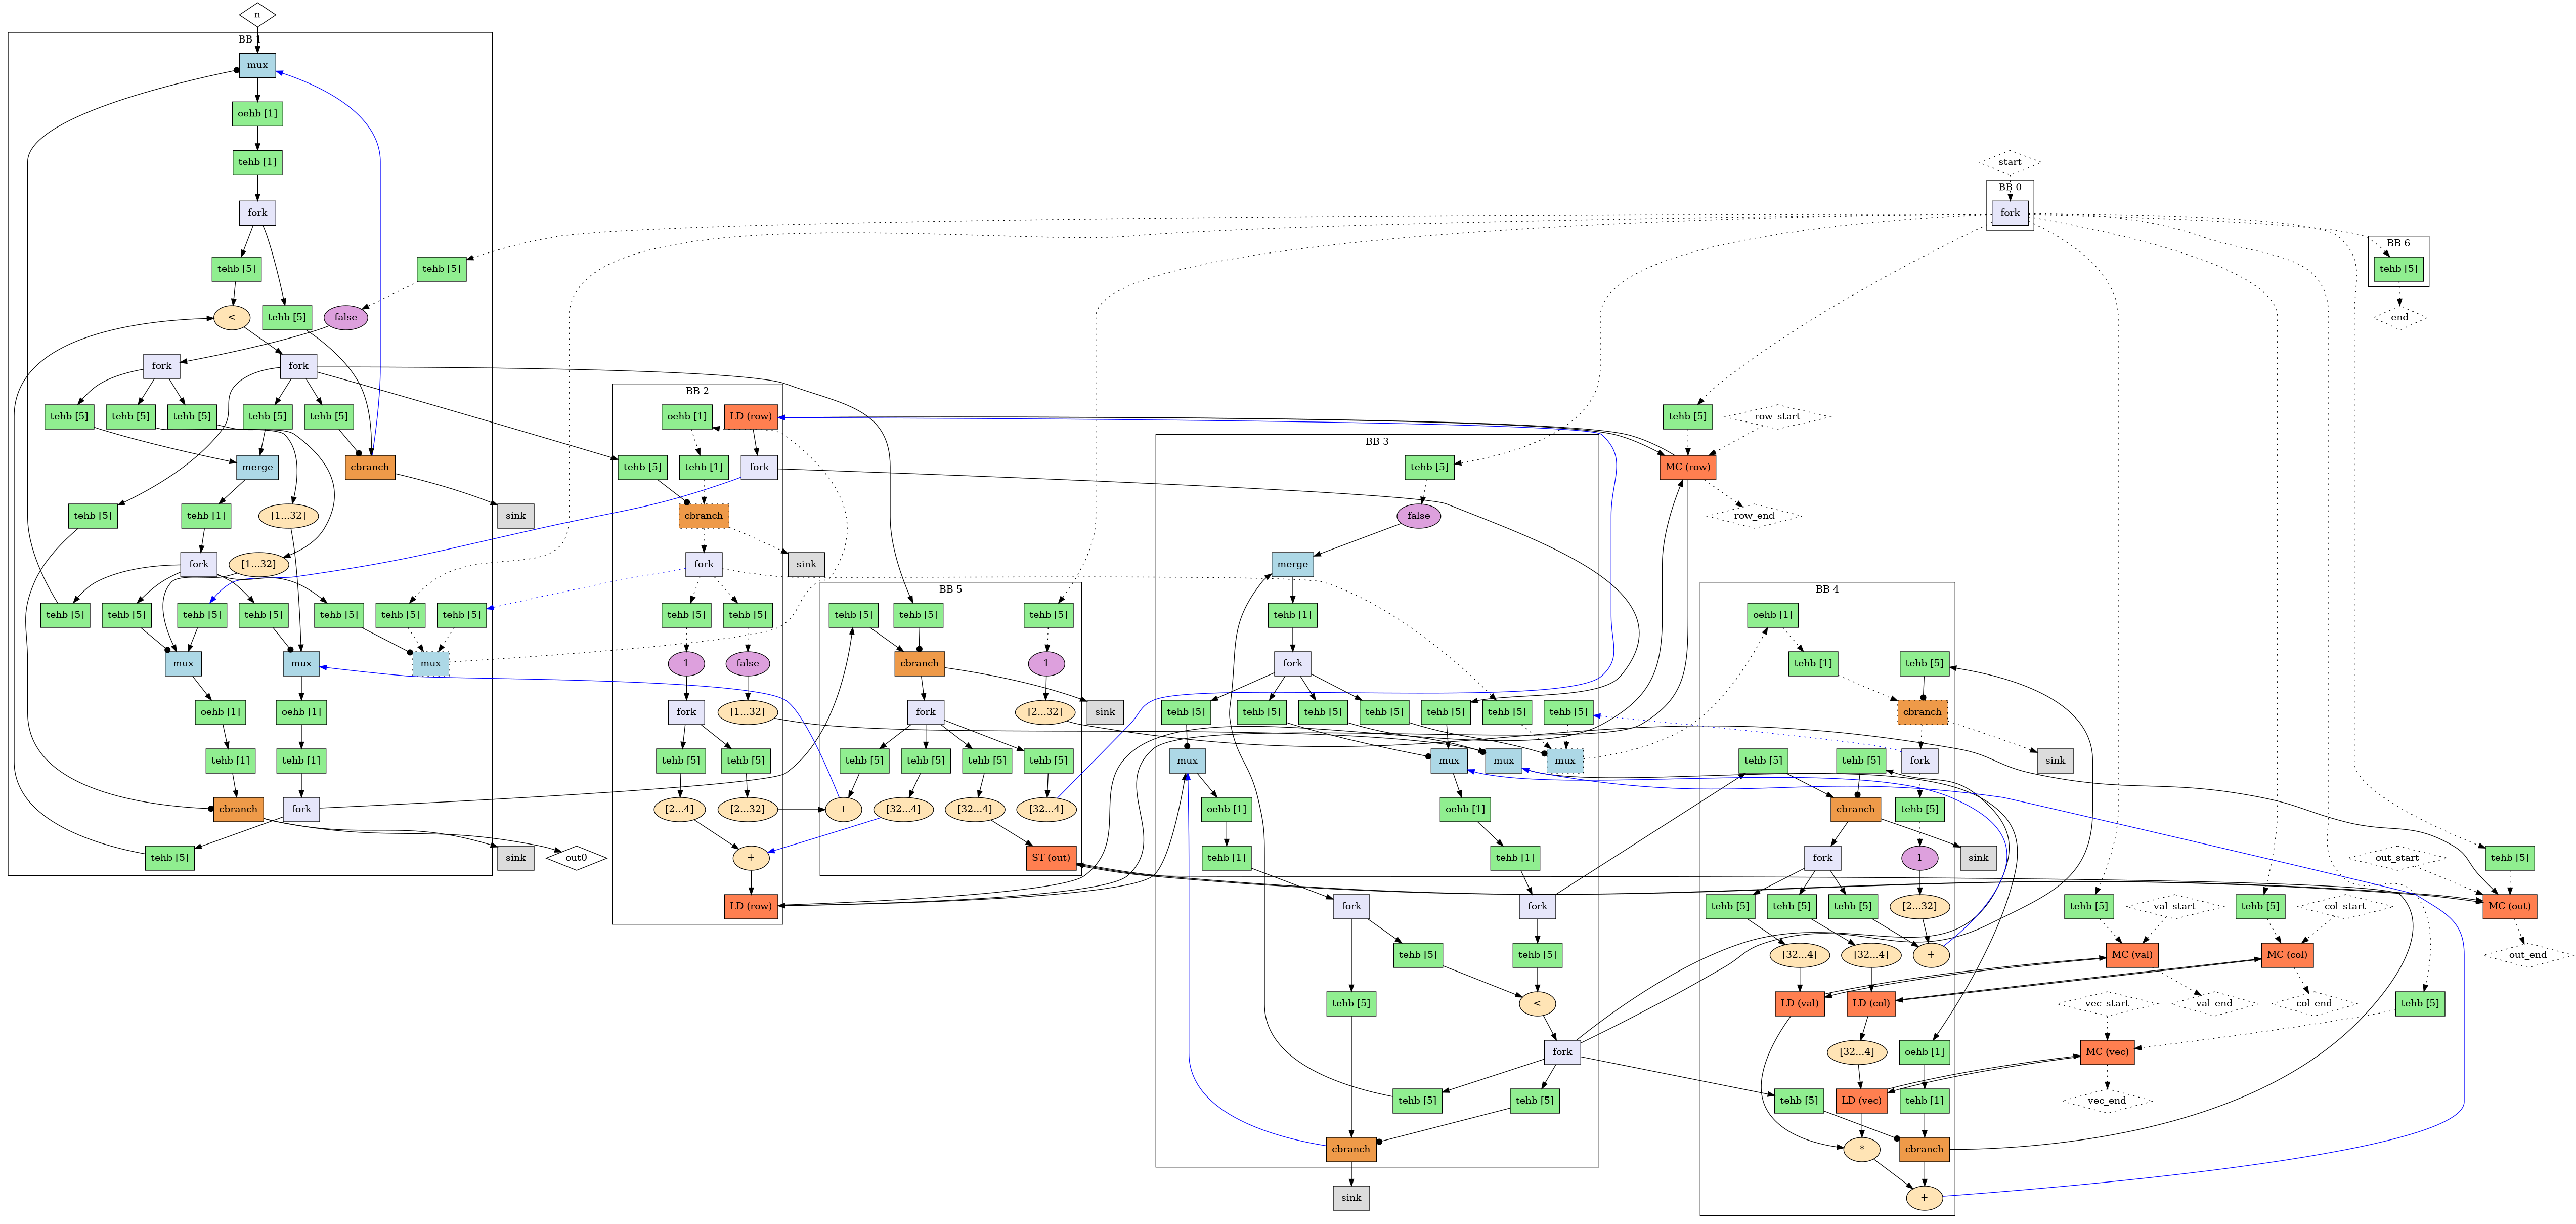 n
BB 1
mux
oehb [1]
tehb [1]
start
BB 0
fork
fork
BB 6
tehb [5]
tehb [5]
tehb [5]
<
tehb [5]
false
end
fork
fork
BB 2
tehb [5]
tehb [5]
tehb [5]
tehb [5]
tehb [5]
oehb [1]
LD (row)
tehb [5]
row_start
BB 3
merge
cbranch
tehb [5]
tehb [1]
fork
tehb [5]
MC (row)
tehb [5]
tehb [1]
[1...32]
sink
cbranch
false
row_end
fork
[1...32]
fork
sink
merge
BB 5
BB 4
tehb [5]
tehb [5]
tehb [5]
tehb [5]
tehb [5]
tehb [5]
tehb [5]
tehb [5]
tehb [5]
tehb [5]
tehb [5]
tehb [5]
tehb [1]
oehb [1]
mux
mux
mux
1
false
cbranch
1
fork
tehb [1]
tehb [5]
oehb [1]
oehb [1]
fork
[1...32]
fork
[2...32]
sink
tehb [5]
tehb [5]
tehb [5]
tehb [5]
tehb [5]
tehb [5]
tehb [5]
cbranch
tehb [1]
tehb [1]
tehb [5]
tehb [5]
tehb [5]
tehb [5]
tehb [5]
tehb [5]
mux
mux
mux
mux
tehb [5]
tehb [5]
fork
sink
cbranch
fork
[2...4]
[2...32]
+
[32...4]
[32...4]
[32...4]
oehb [1]
oehb [1]
cbranch
tehb [5]
tehb [5]
sink
out0
+
ST (out)
tehb [1]
tehb [1]
fork
1
sink
out_start
tehb [5]
LD (row)
fork
fork
tehb [5]
tehb [5]
tehb [5]
[2...32]
tehb [5]
val_start
tehb [5]
col_start
MC (out)
tehb [5]
tehb [5]
[32...4]
[32...4]
+
MC (val)
MC (col)
out_end
tehb [5]
<
LD (val)
LD (col)
vec_start
val_end
col_end
tehb [5]
fork
[32...4]
oehb [1]
MC (vec)
tehb [5]
tehb [5]
tehb [5]
LD (vec)
tehb [1]
vec_end
cbranch
*
cbranch
sink
+